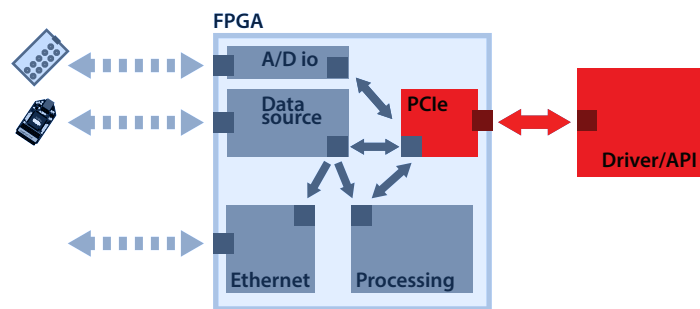 FPGA
A/D io
Data
source
PCIe
Driver/API
Ethernet
Processing